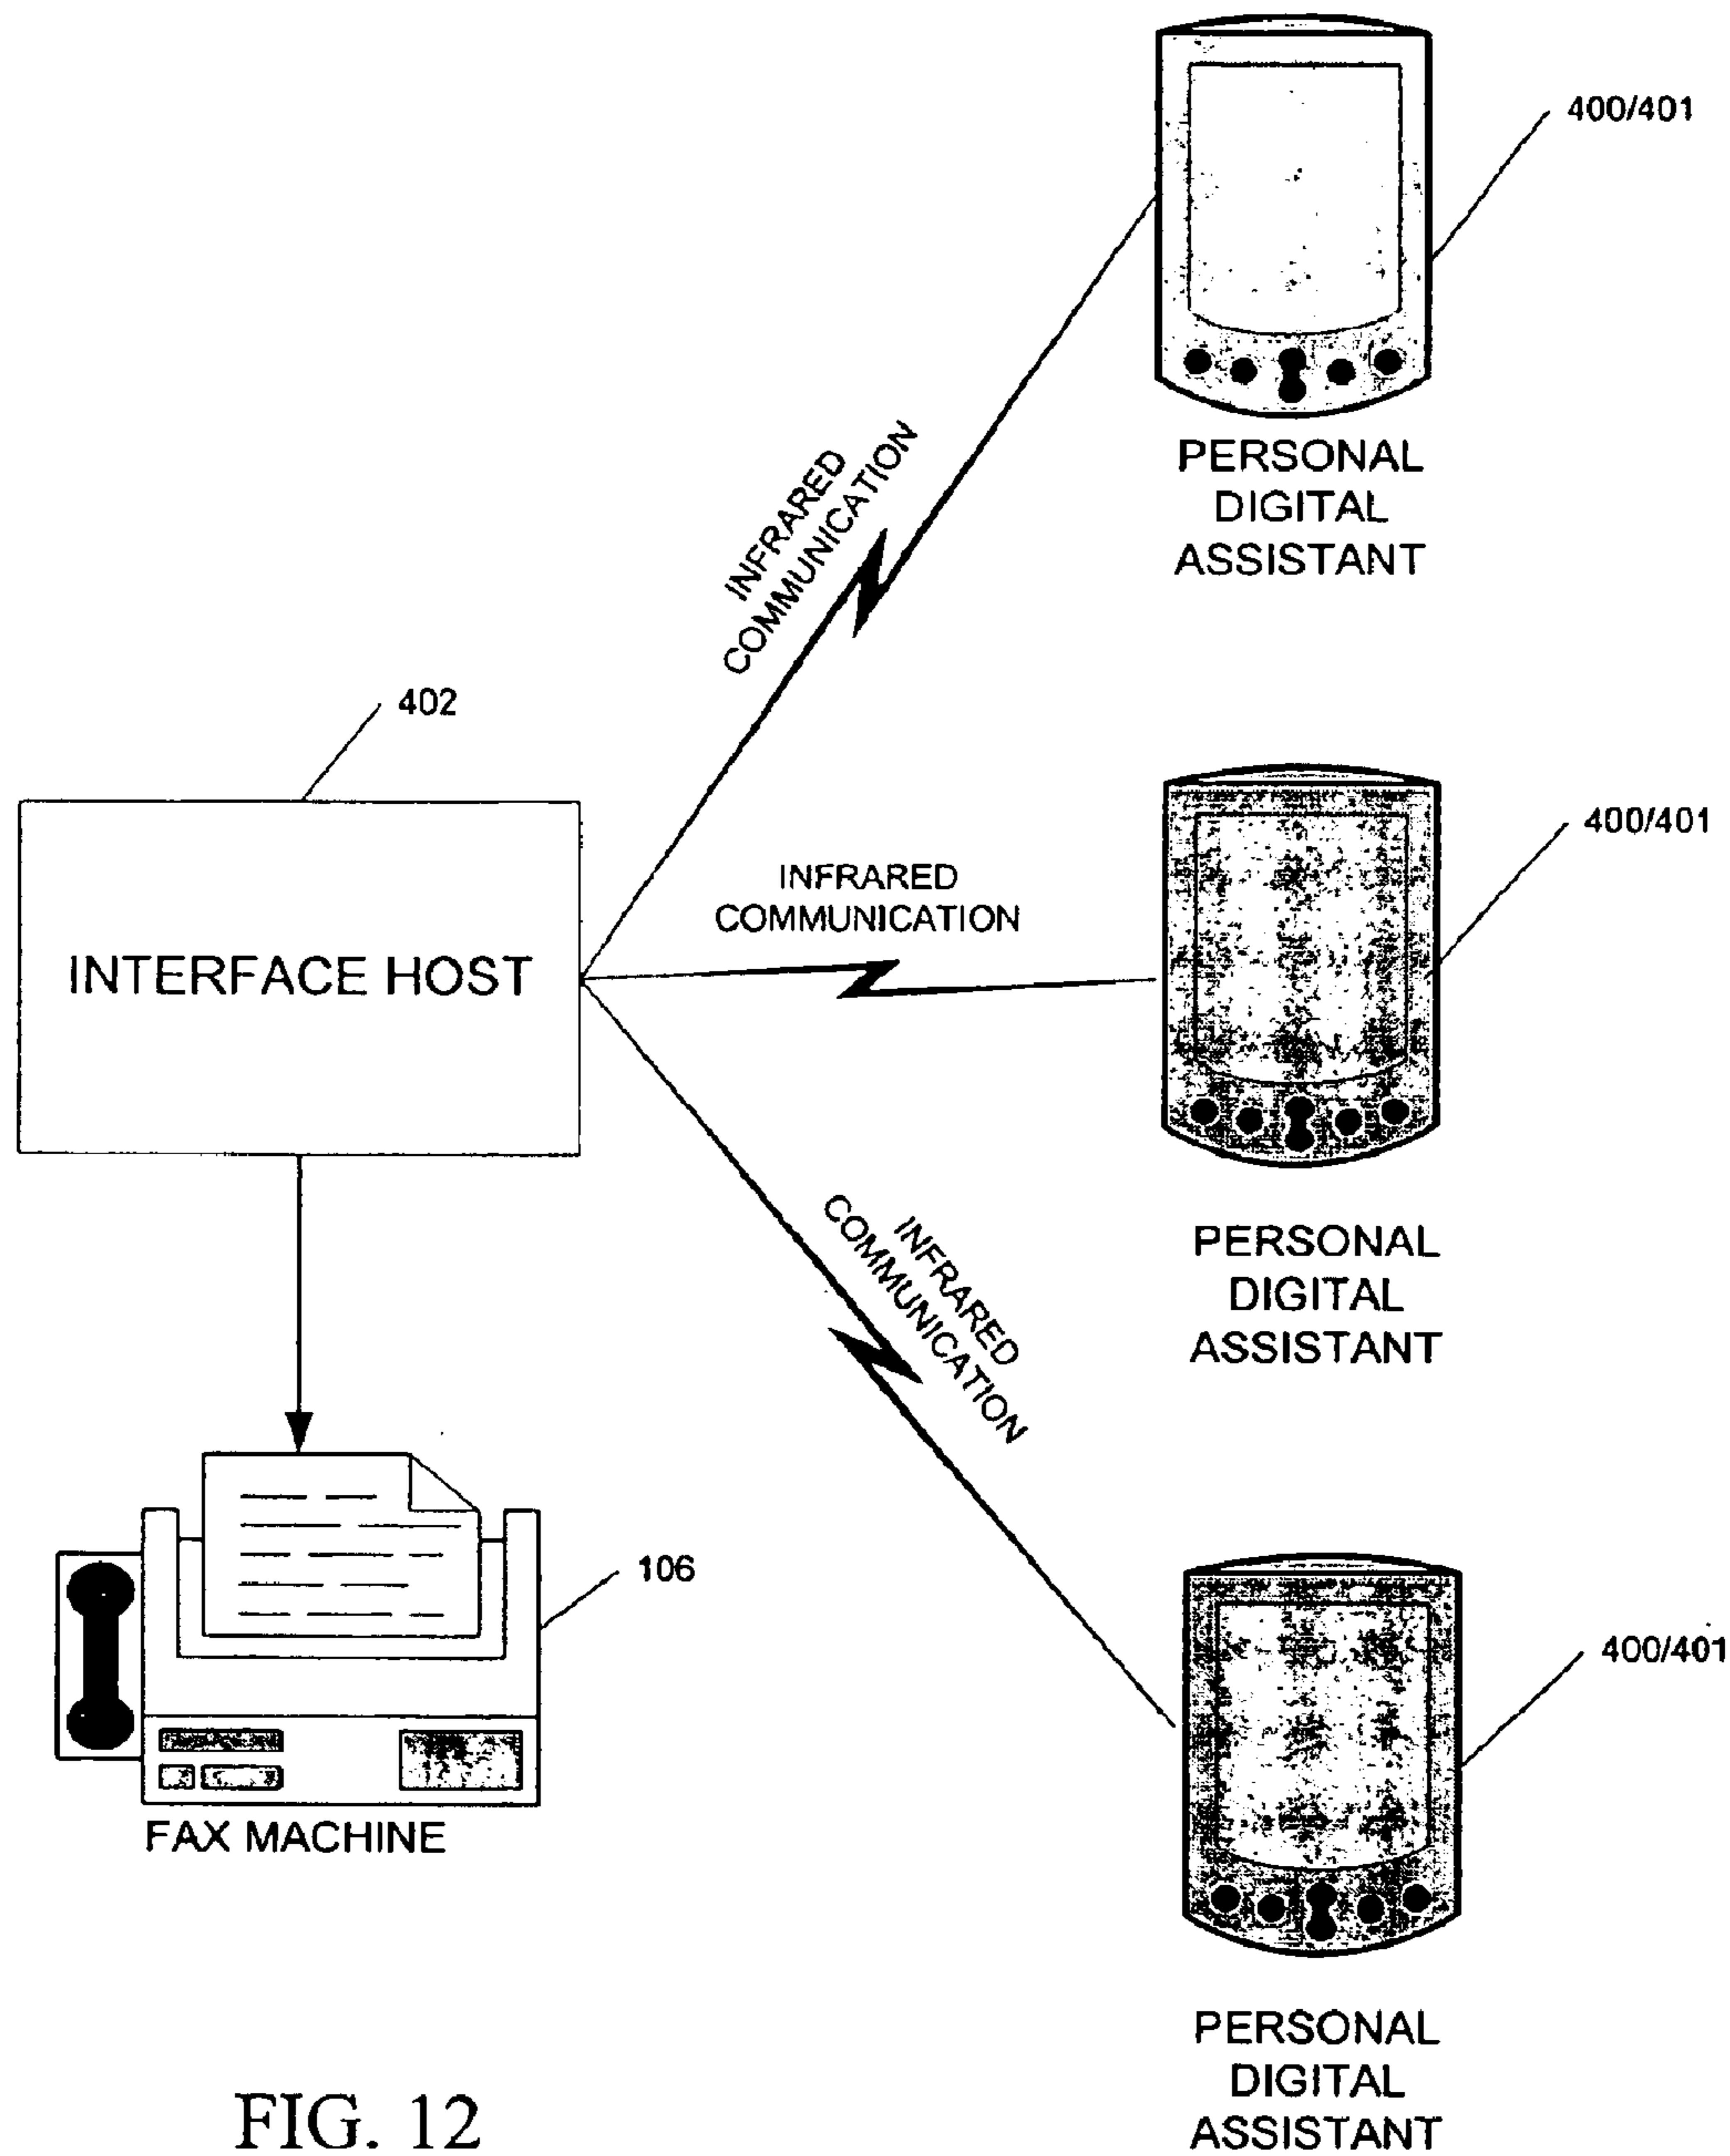 400/401
PERSONAL
DIGITAL
ASSISTANT
INFRARED
COMMUNICATION
402
INTERFACE HOST
INFRARED
COMMUNICATION
400/401
PERSONAL
DIGITAL
ASSISTANT
INFRARED
COMMUNICATION
106
FAX MACHINE
400/401
PERSONAL
DIGITAL
ASSISTANT
FIG. 12